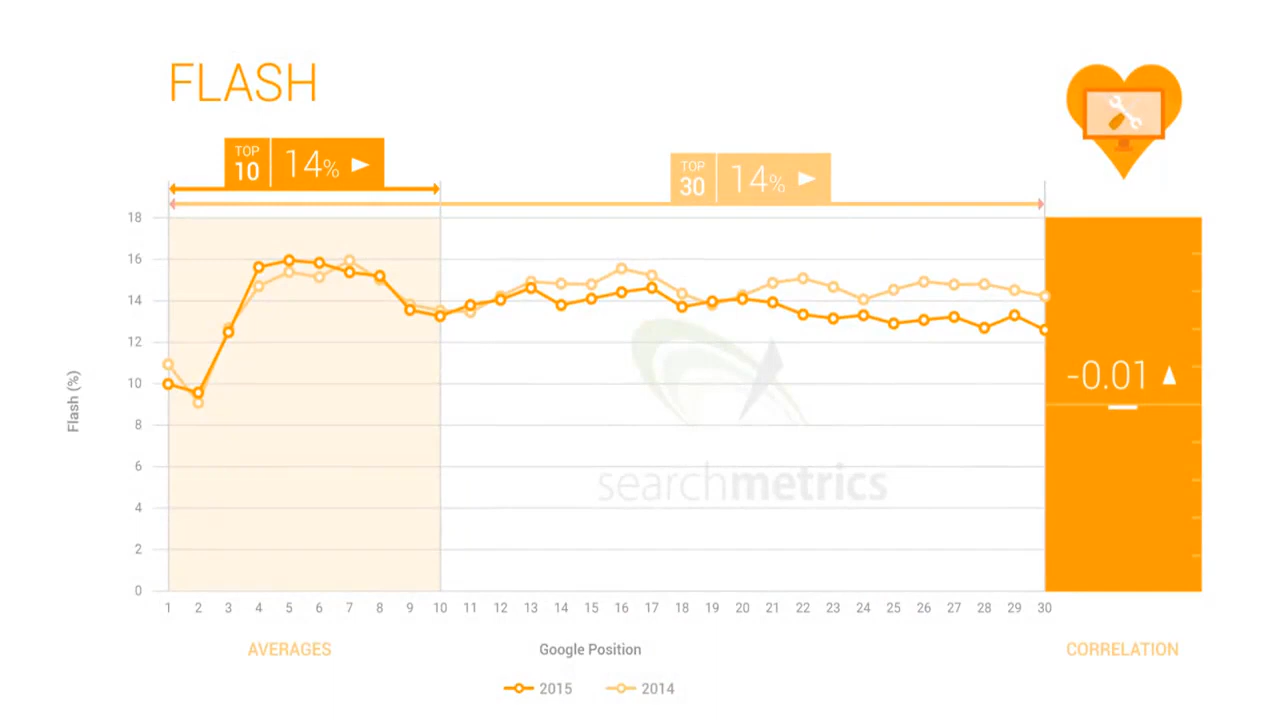 FLASH
TOP
10
14%
TOP
30
14%
18
16
14
12
10
8
6
4
2
0
Flash (%)
-0.01
searchmetrics
1 2 3 4 5 6 7 8 9 10 11 12 13 14 15 16 17 18 19 20 21 22 23 24 25 26 27 28 29 30
AVERAGES
Google Position
CORRELATION
2015
2014